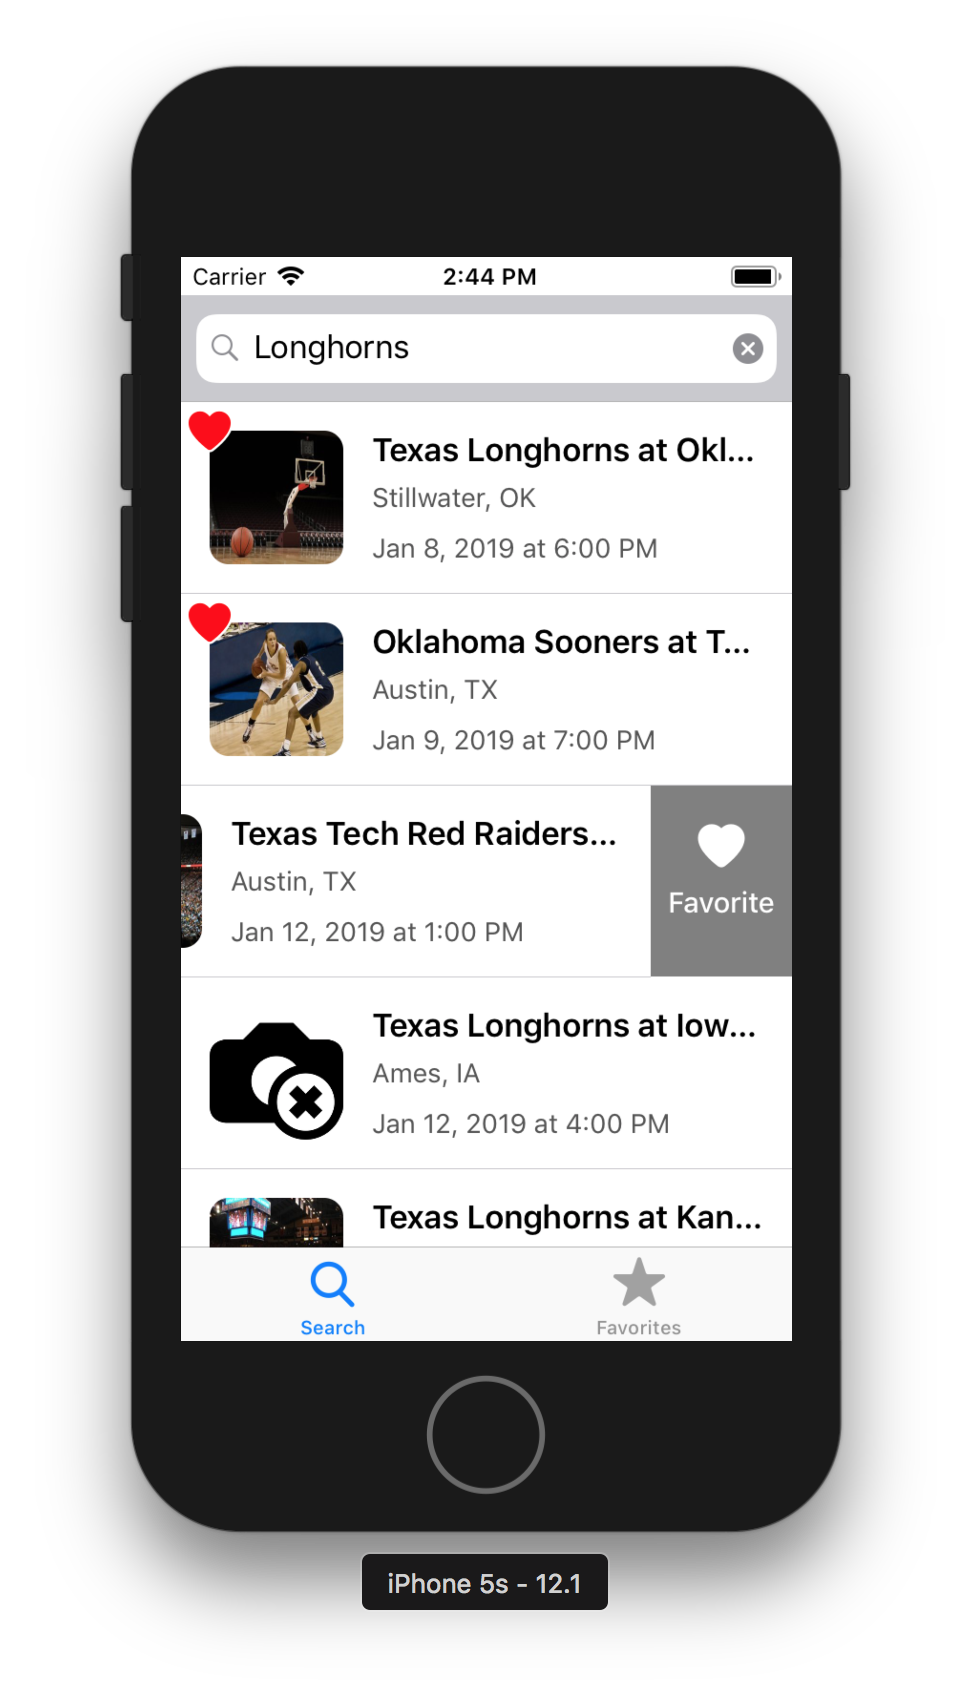 Carrier 2:44 PM
Longhorns
Texas Longhorns at Okl...
Stillwater, OK
Jan 8, 2019 at 6:00 PM
Oklahoma Sooners at T...
Austin, TX
Jan 9, 2019 at 7:00 PM
Texas Tech Red Raiders...
Austin, TX
Jan 12, 2019 at 1:00 PM
Favorite
Texas Longhorns at Iow...
Ames, IA
Jan 12, 2019 at 4:00 PM
Texas Longhorns at Kan...
Search Favorites
iPhone 5s - 12.1